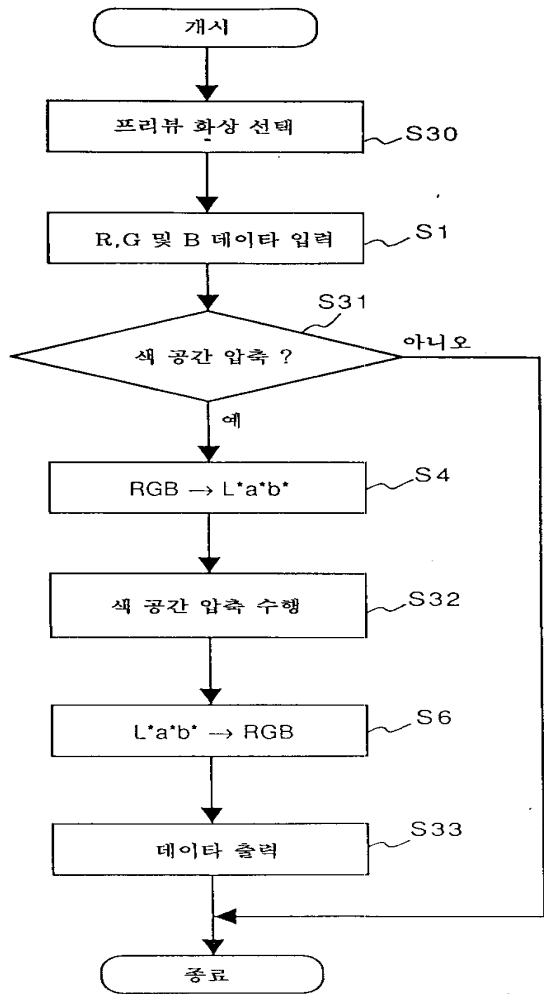 개시
프리뷰 화상 선택
S30
R,G 및 B 데이타 입력
S1
S31
색 공간 압축 ?
아니오
예
RGB → L*a*b*
S4
색 공간 압축 수행
S32
L*a*b* → RGB
S6
데이타 출력
S33
종료